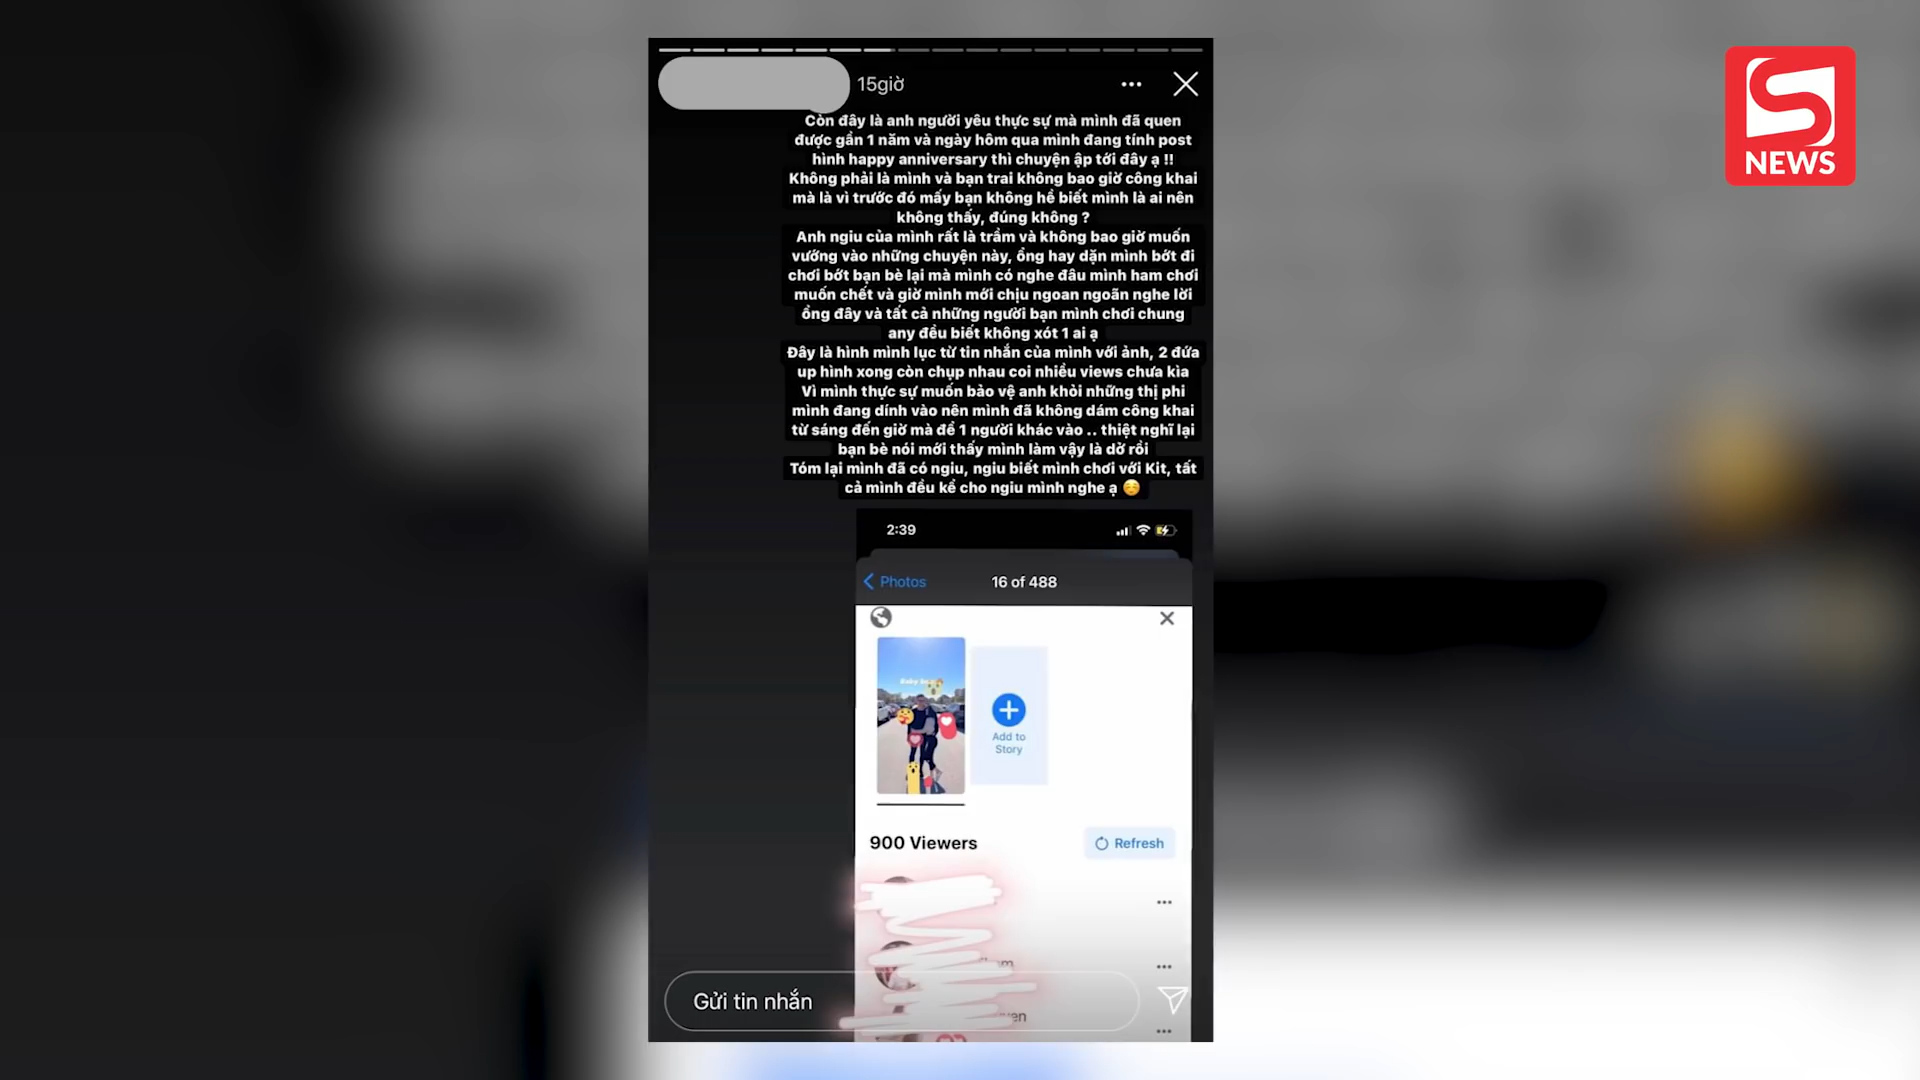 15giờ
S
NEWS
Còn đây là anh người yêu thực sự mà mình đã quen
được gần 1 năm và ngày hôm qua mình đang tính post
hình happy anniversary thì chuyện ập tới đây ạ !!
Không phải là mình và bạn trai không bao giờ công khai
mà là vì trước đó mấy bạn không hề biết mình là ai nên
không thấy, đúng không ?
Anh ngiu của mình rất là trầm và không bao giờ muốn
vướng vào những chuyện này, ổng hay dặn mình bớt đi
chơi bớt bạn bè lại mà mình có nghe đâu mình ham chơi
muốn chết và giờ mình mới chịu ngoan ngoãn nghe lời
ổng đây và tất cả những người bạn mình chơi chung
any đều biết không xót 1 ai ạ
Đây là hình mình lục từ tin nhắn của mình với ảnh, 2 đứa
up hình xong còn chụp nhau coi nhiều views chưa kìa
Vì mình thực sự muốn bảo vệ anh khỏi những thị phi
mình đang dính vào nên mình đã không dám công khai
từ sáng đến giờ mà để 1 người khác vào .. thiệt nghĩ lại
bạn bè nói mới thấy mình làm vậy là dở rồi
Tóm lại mình đã có ngiu, ngiu biết mình chơi với Kit, tất
cả mình đều kể cho ngiu mình nghe ạ ☺️
2:39
Photos
16 of 488
Add to
Story
900 Viewers
Refresh
Gửi tin nhắn